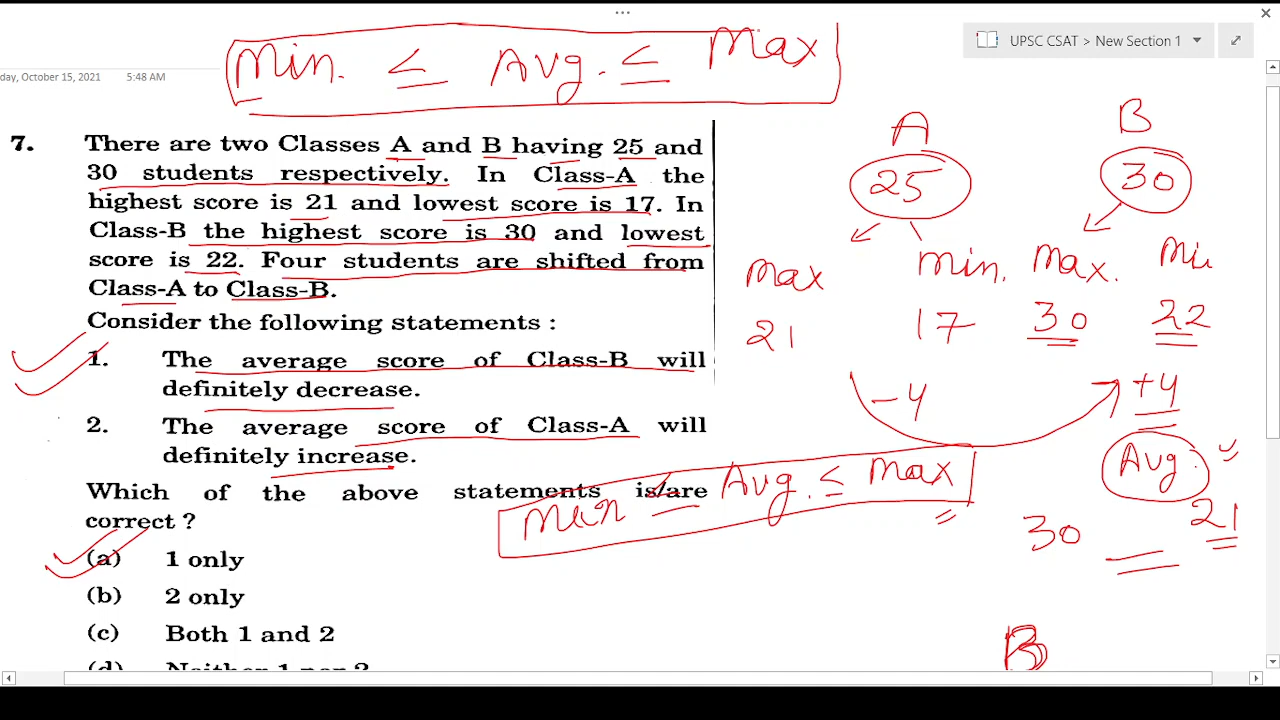 Min. ≤ Avg. ≤ Max
UPSC CSAT > New Section 1
day, October 15, 2021 5:48 AM
7. There are two Classes A and B having 25 and
30 students respectively. In Class-A the
highest score is 21 and lowest score is 17. In
Class-B the highest score is 30 and lowest
score is 22. Four students are shifted from
Class-A to Class-B.
Consider the following statements :
1. The average score of Class-B will
definitely decrease.
2. The average score of Class-A will
definitely increase.
Which of the above statements is/are
correct ?
(a) 1 only
(b) 2 only
(c) Both 1 and 2
(d) Neither 1 nor 2
A B
25 30
Max min. Max. Mi
21 17 30 22
-4 +4
Avg.
min ≤ Avg. ≤ max
30 21
B